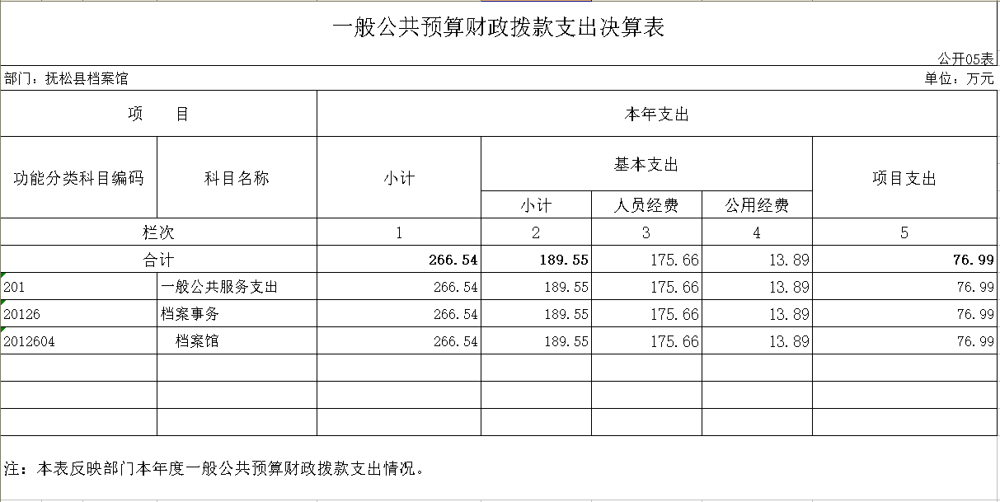 一般公共预算财政拨款支出决算表
公开05表
部门：抚松县档案馆 单位：万元
项 目 本年支出
功能分类科目编码 科目名称 小计 基本支出 项目支出
小计 人员经费 公用经费
栏次 1 2 3 4 5
合计 266.54 189.55 175.66 13.89 76.99
201 一般公共服务支出 266.54 189.55 175.66 13.89 76.99
20126 档案事务 266.54 189.55 175.66 13.89 76.99
2012604 档案馆 266.54 189.55 175.66 13.89 76.99
注：本表反映部门本年度一般公共预算财政拨款支出情况。